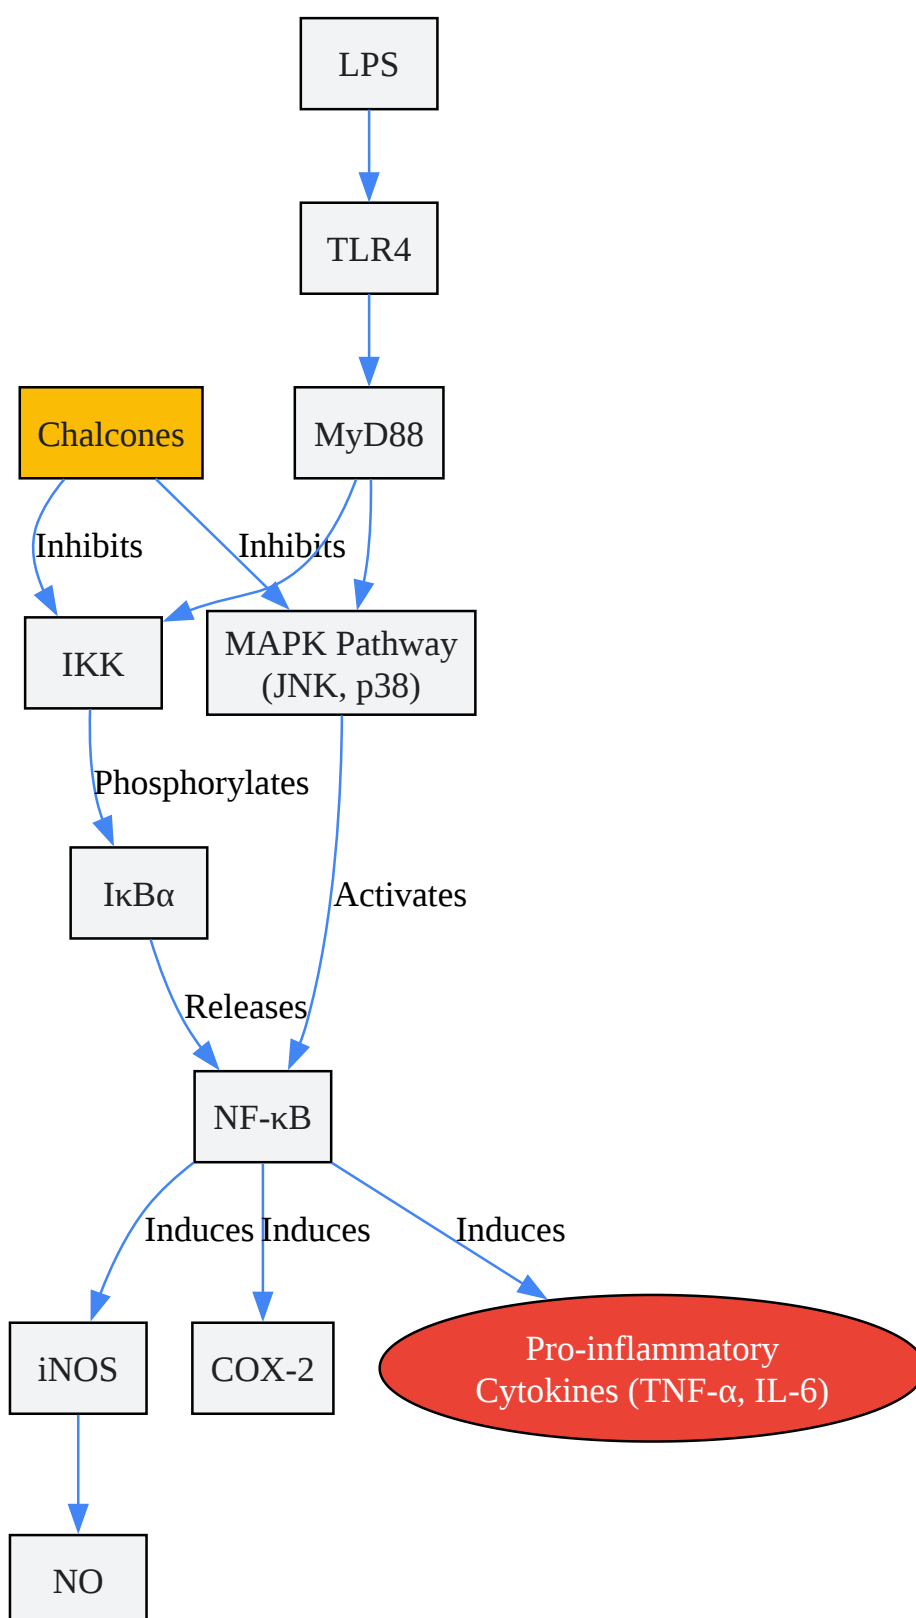 LPS
TLR4
Chalcones
MyD88
Inhibits
Inhibits
IKK
MAPK Pathway
(JNK, p38)
Phosphorylates
IκBα
Activates
Releases
NF-κB
Induces
Induces
Induces
iNOS
COX-2
Pro-inflammatory
Cytokines (TNF-α, IL-6)
NO